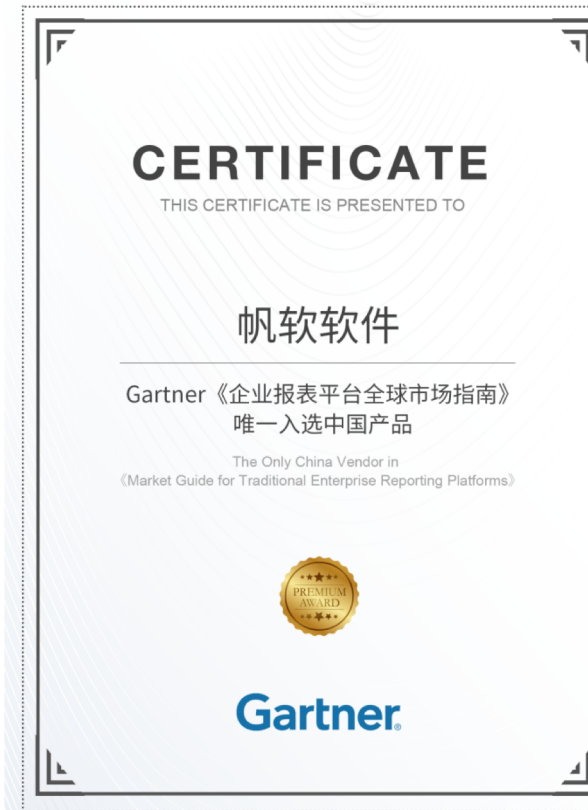 CERTIFICATE
THIS CERTIFICATE IS PRESENTED TO
帆软软件
Gartner《企业报表平台全球市场指南》
唯一入选中国产品
The Only China Vendor in
《Market Guide for Traditional Enterprise Reporting Platforms》
PREMIUM
AWARD
Gartner®